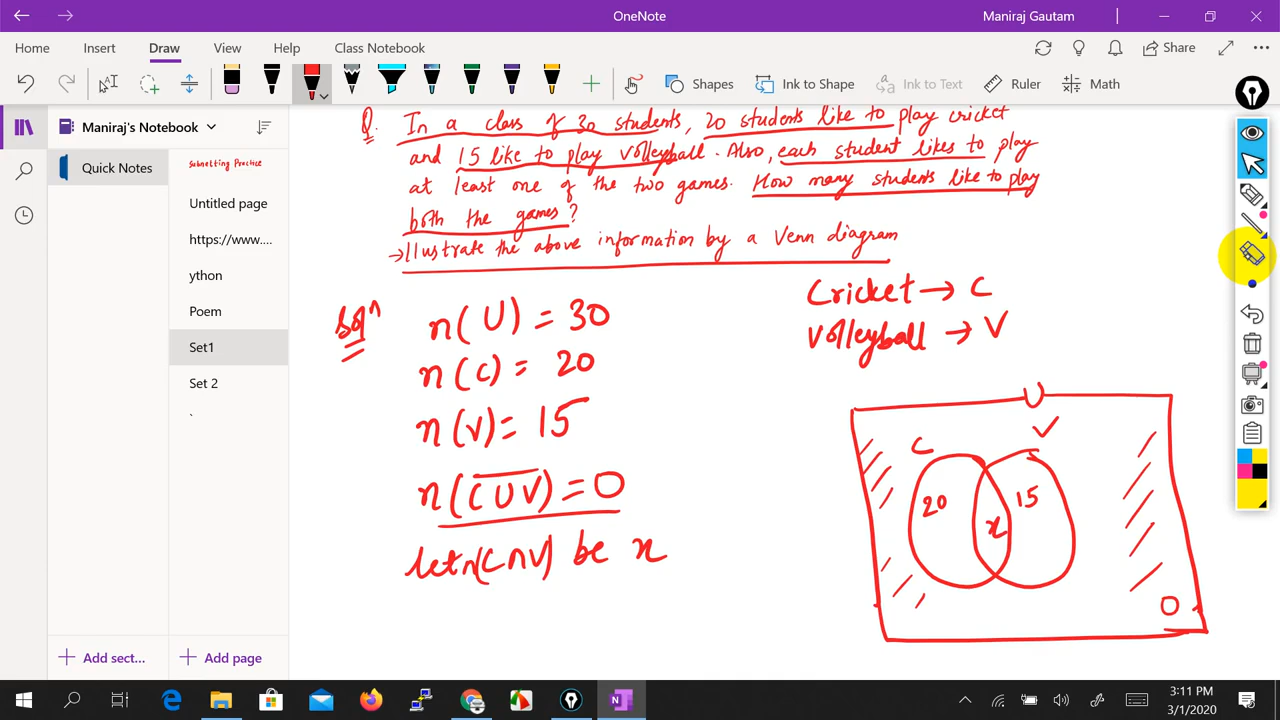 OneNote
Maniraj Gautam
Home Insert Draw View Help Class Notebook
Share
Shapes Ink to Shape Ink to Text Ruler Math
Maniraj's Notebook
Quick Notes
Subnetting Practice
Untitled page
https://www....
ython
Poem
Set1
Set 2
`
Add sect...
Add page
Q. In a class of 30 students, 20 students like to play cricket
and 15 like to play volleyball. Also, each student likes to play
at least one of the two games. How many students like to play
both the games?
→ Illustrate the above information by a Venn diagram
Cricket → C
Volleyball → V
Solⁿ
n(U) = 30
n(C) = 20
n(V) = 15
n(C̅ ̅U̅ ̅V̅) = 0
let n(C∩V) be x
U
C V
20 x 15
0
3:11 PM
3/1/2020